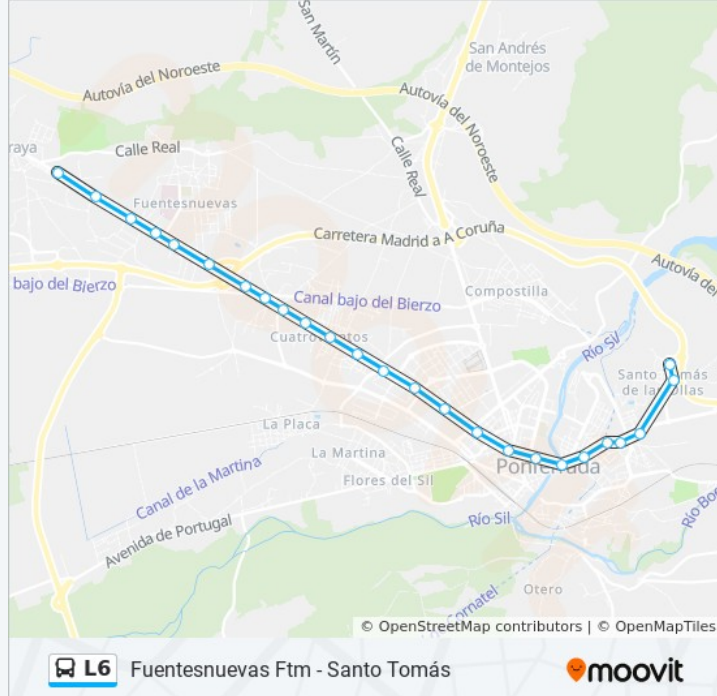 San Martín
San Andrés
de Montejos
Autovía del Noroeste
Autovía del Noroeste
Calle Real
Calle Real
raya
Fuentesnuevas
Carretera Madrid a A Coruña
Autovía del
bajo del Bierzo
Canal bajo del Bierzo
Compostilla
Río Sil
Santo Tomás
de las Ollas
La Placa
La Martina
Canal de la Martina
Flores del Sil
Ponferrada
Río Sil
Avenida de Portugal
Otero
© OpenStreetMap contributors | © OpenMapTiles
L6 Fuentesnuevas Ftm - Santo Tomás
moovit